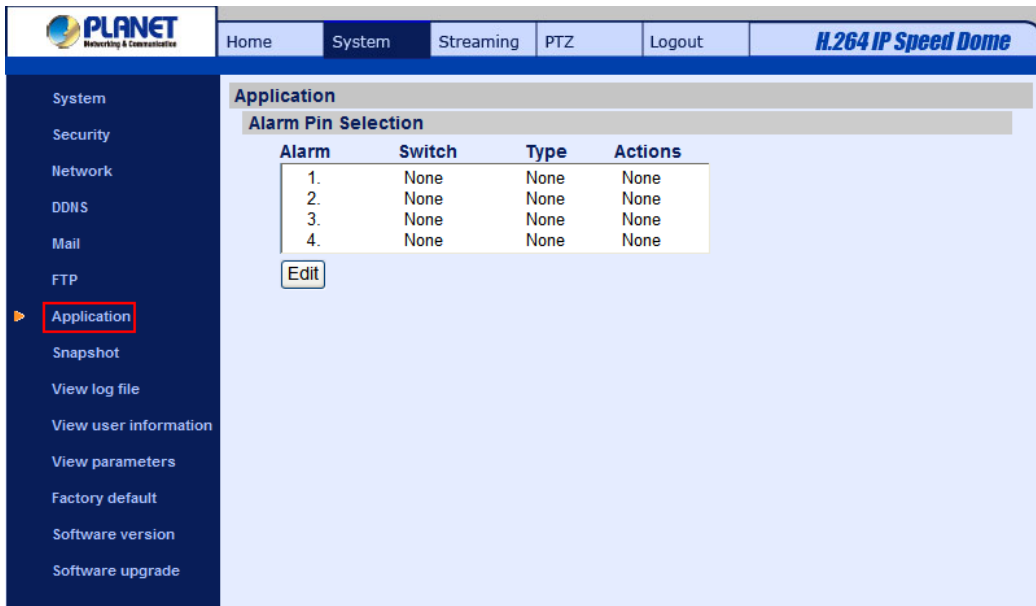 PLANET
Networking & Communication
Home System Streaming PTZ Logout H.264 IP Speed Dome
System
Security
Network
DDNS
Mail
FTP
Application
Snapshot
View log file
View user information
View parameters
Factory default
Software version
Software upgrade
Application
Alarm Pin Selection
Alarm Switch Type Actions
1. None None None
2. None None None
3. None None None
4. None None None
Edit